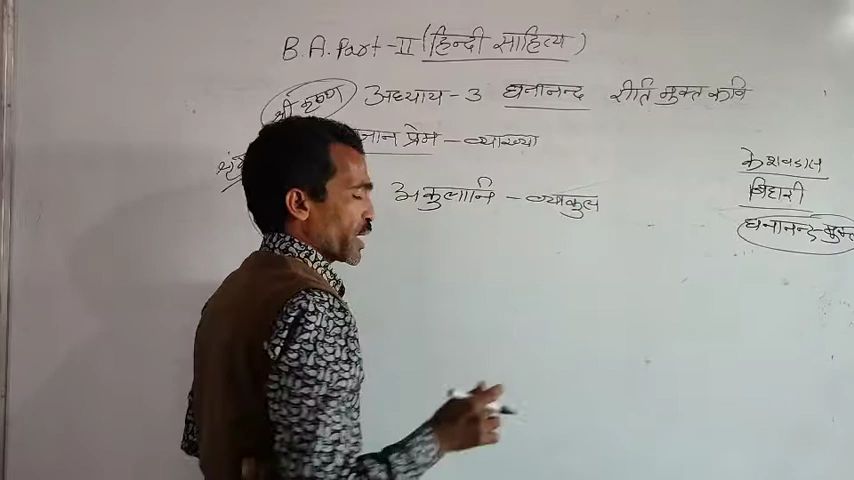 B.A. Part-II (हिन्दी साहित्य)
श्री कृष्ण अध्याय-3 घनानन्द रीति मुक्त कवि
प्रेम - व्याख्या
अकुलानि - व्याकुल
केशवदास
बिहारी
घनानन्द-मुक्त